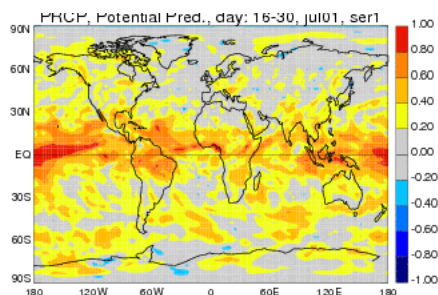 PRCP, Potential Pred., day: 16-30, jul01, ser1
90N
60N
30N
EQ
30S
60S
90S
180
120W
60W
0
60E
120E
180
1.00
0.80
0.60
0.40
0.20
-0.20
-0.40
-0.60
-0.80
-1.00